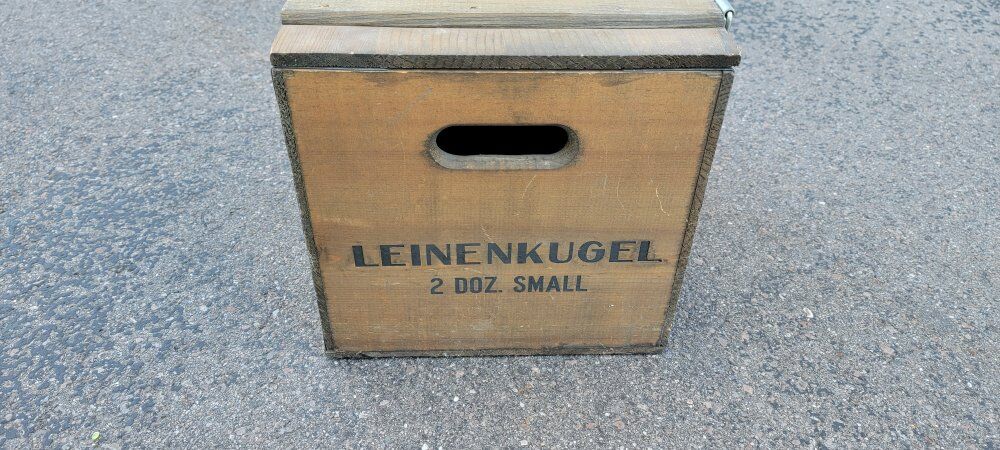 LEINENKUGEL
2 DOZ. SMALL